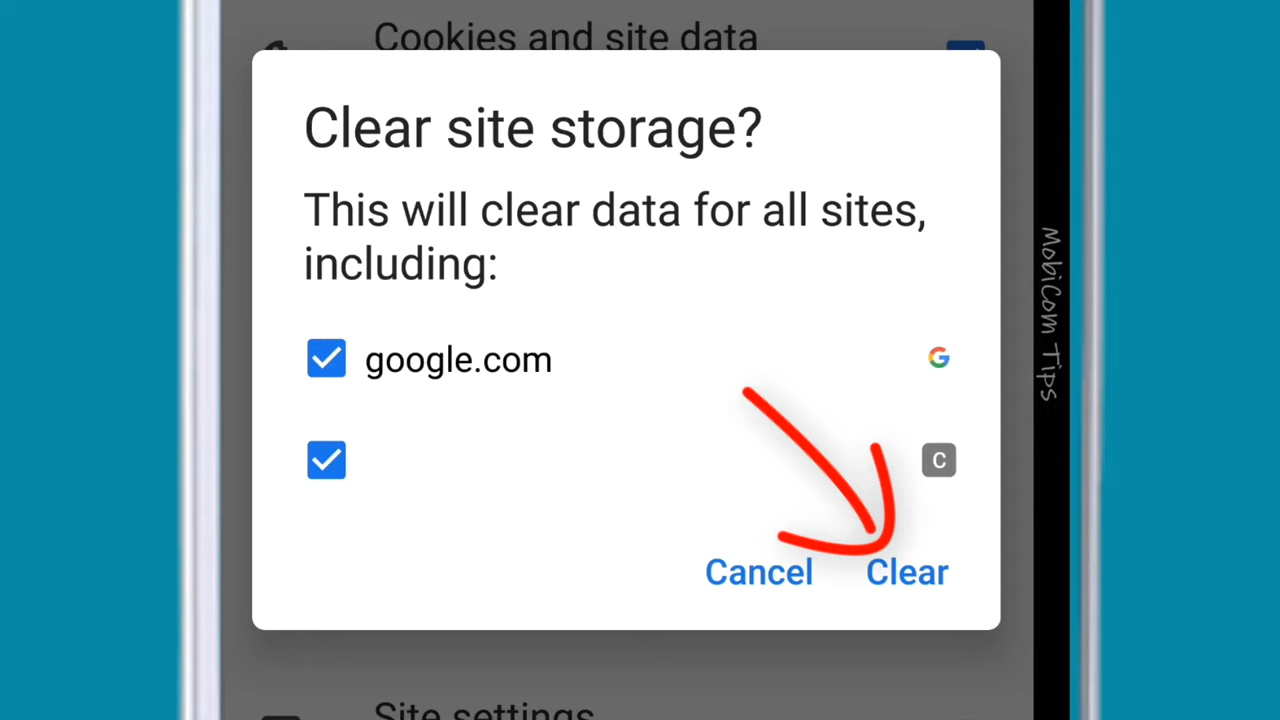 Cookies and site data
Clear site storage?
This will clear data for all sites,
including:
google.com
G
C
Cancel Clear
Site settings
MobiCom Tips